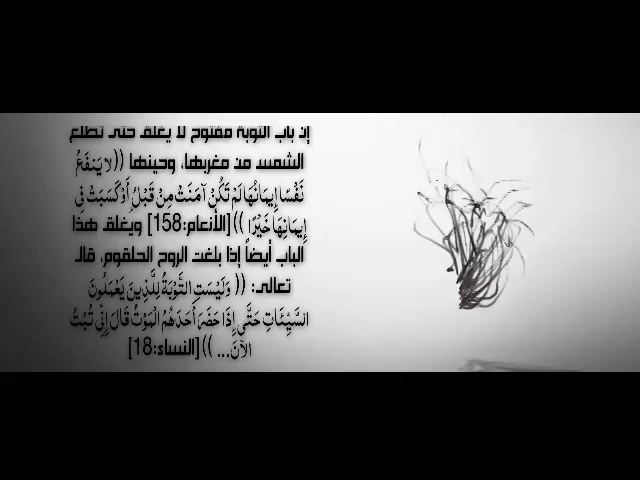 إن باب التوبة مفتوح لا يغلق حتى تطلع
الشمس من مغربها، وحينها ((لَا يَنفَعُ
نَفْسًا إِيمَانُهَا لَمْ تَكُنْ آمَنَتْ مِن قَبْلُ أَوْ كَسَبَتْ فِي
إِيمَانِهَا خَيْرًا ))[الأنعام:158] ويغلق هذا
الباب أيضاً إذا بلغت الروح الحلقوم، قال
تعالى: (( وَلَيْسَتِ التَّوْبَةُ لِلَّذِينَ يَعْمَلُونَ
السَّيِّئَاتِ حَتَّى إِذَا حَضَرَ أَحَدَهُمُ الْمَوْتُ قَالَ إِنِّي تُبْتُ
الآنَ... ))[النساء:18]